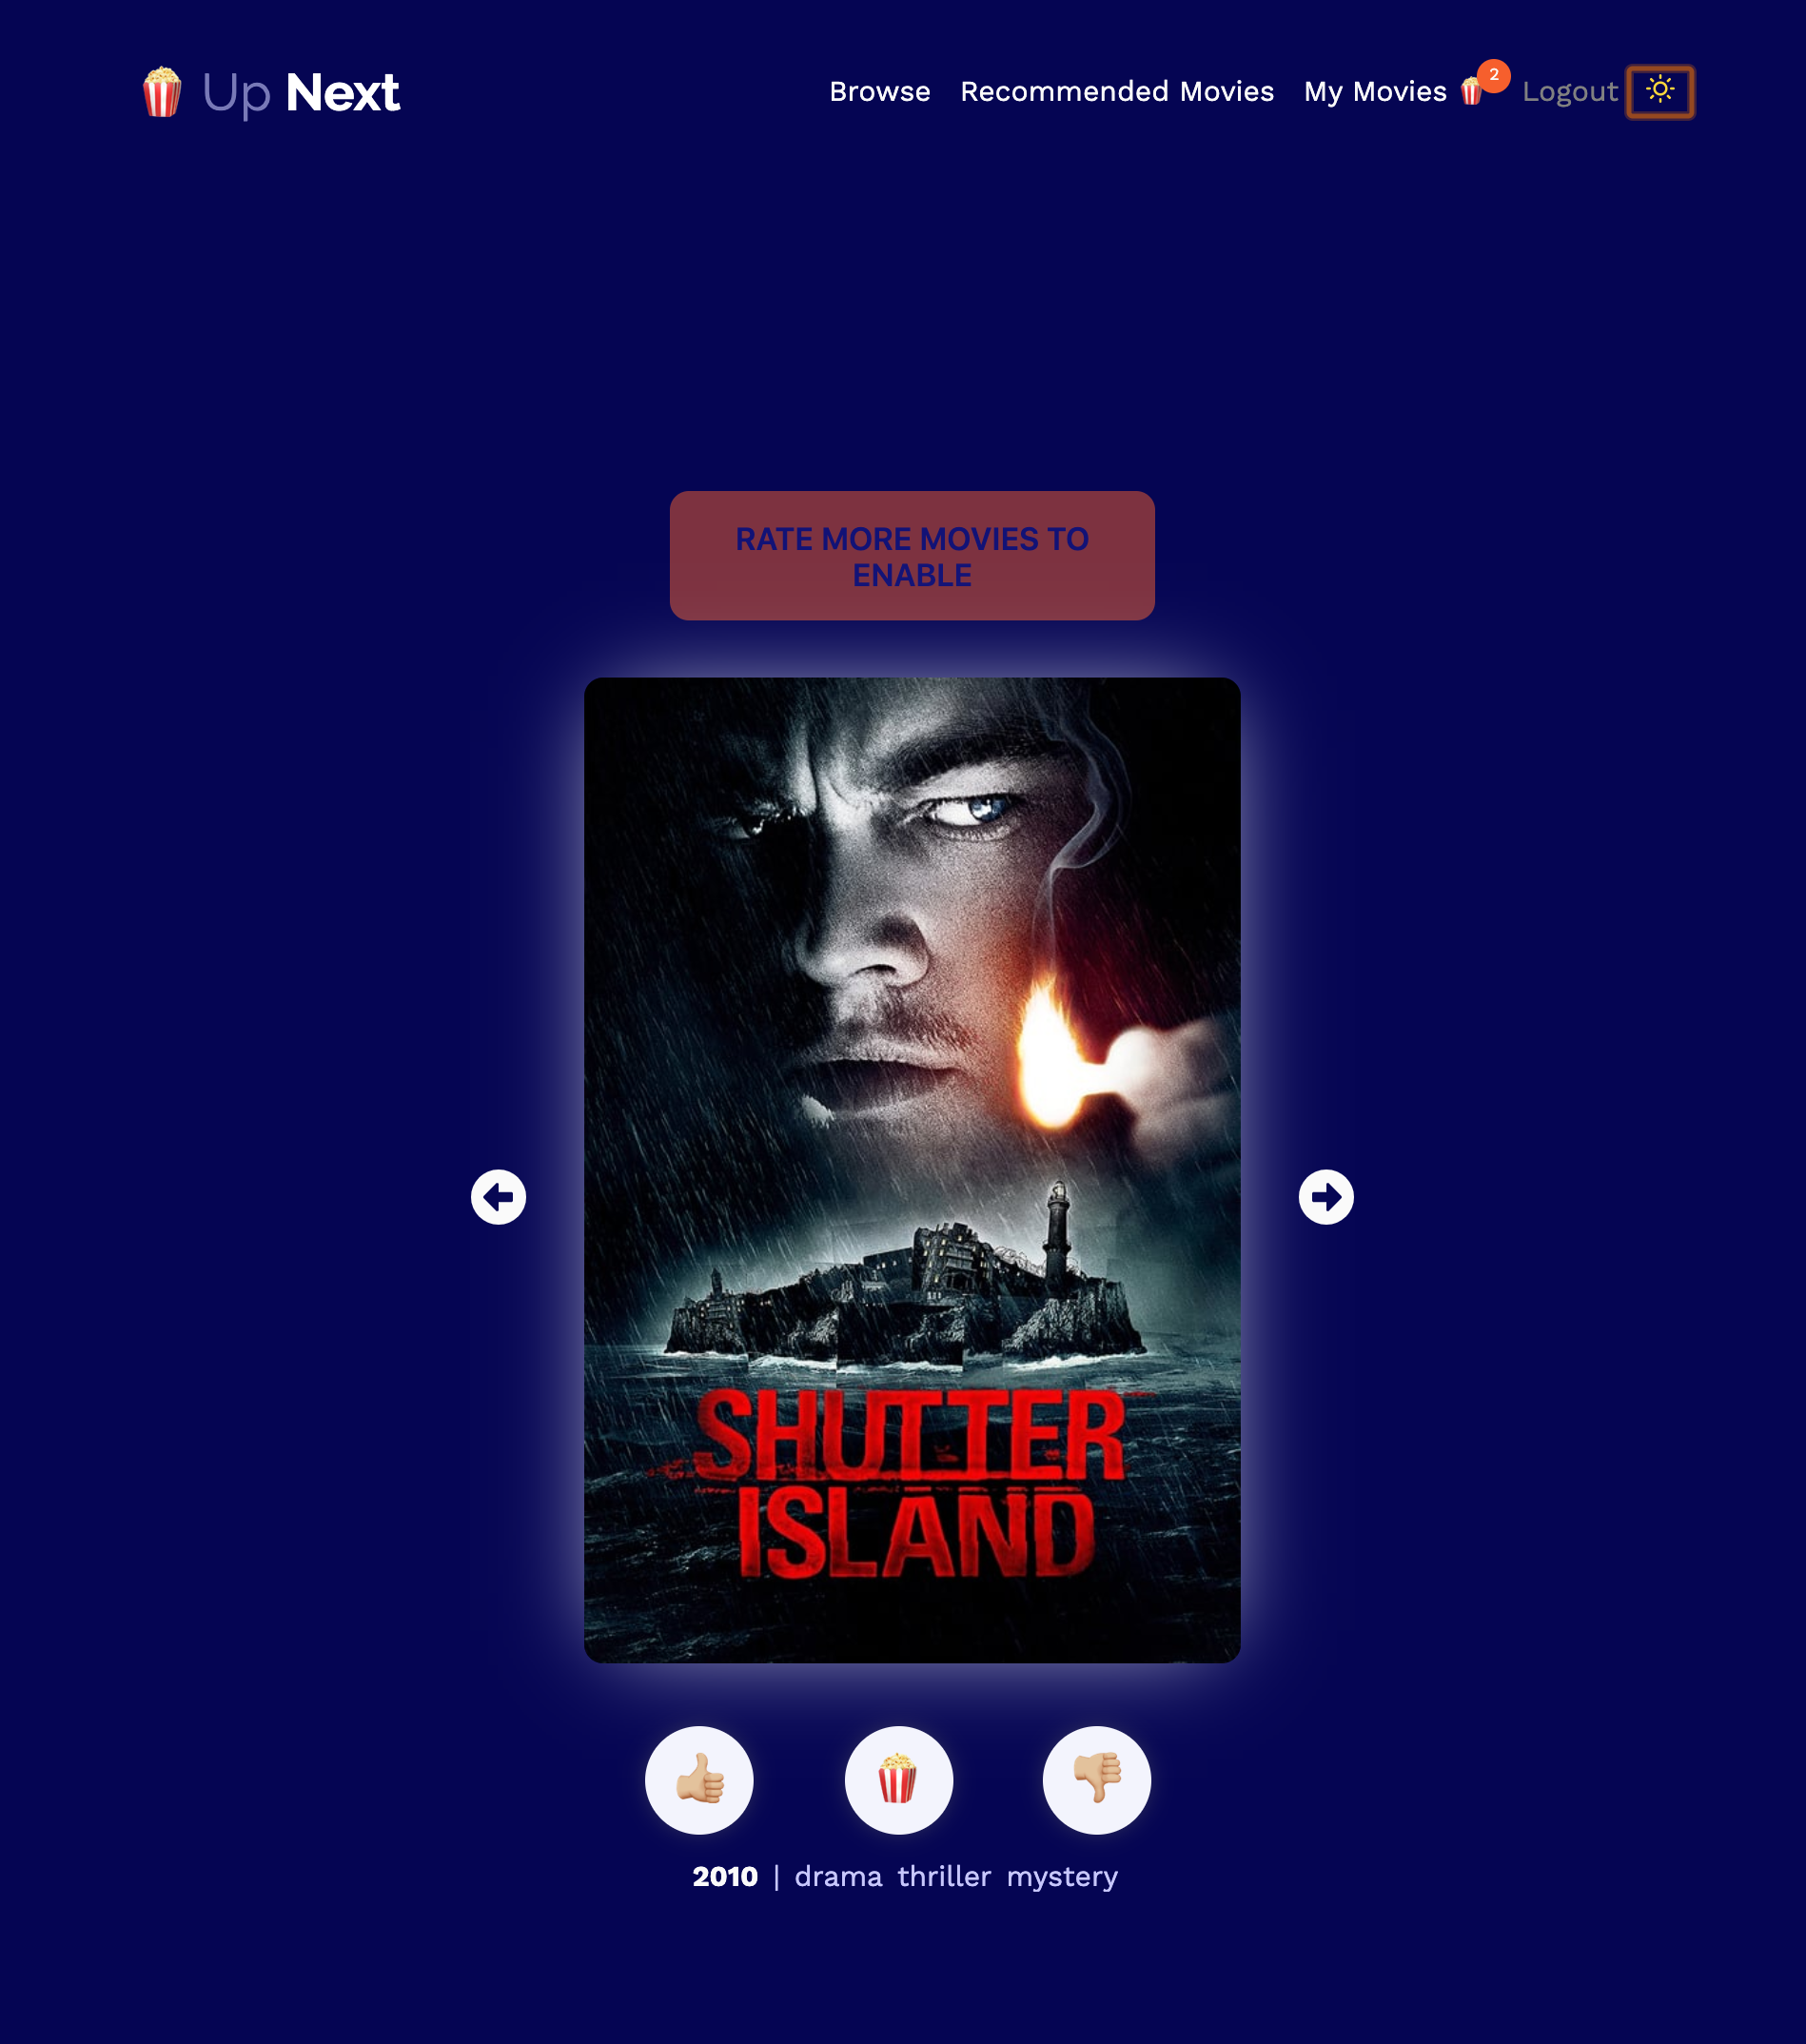 Up Next
Browse Recommended Movies My Movies 2 Logout
RATE MORE MOVIES TO
ENABLE
SHUTTER
ISLAND
2010 | drama thriller mystery